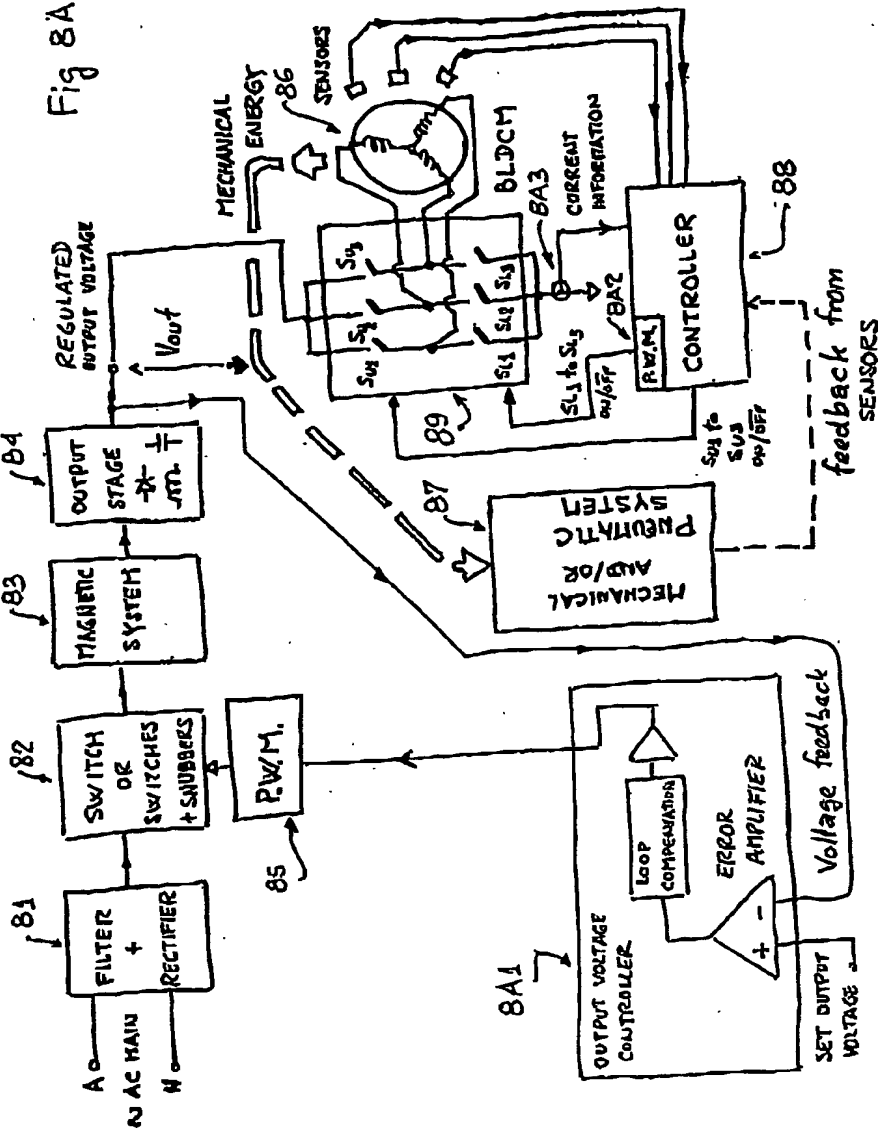 Fig 8A
81
82
83
84
A
∿ AC MAIN
N
FILTER
+
RECTIFIER
SWITCH
OR
SWITCHES
+ SNUBBERS
MAGNETIC
SYSTEM
OUTPUT
STAGE
REGULATED
OUTPUT VOLTAGE
Vout
P.W.M.
85
MECHANICAL
ENERGY
86
SENSORS
BLDCM
SU1
SU2
SU3
SL1
SL2
SL3
89
8A3
CURRENT
INFORMATION
8A2
SL1 to SL3
ON/OFF
P.W.M.
CONTROLLER
88
SU1 to
SU3
ON/OFF
87
MECHANICAL
AND/OR
PNEUMATIC
SYSTEM
feedback from
SENSORS
8A1
OUTPUT VOLTAGE
CONTROLLER
LOOP
COMPENSATION
ERROR
AMPLIFIER
+ -
SET OUTPUT
VOLTAGE
Voltage feedback